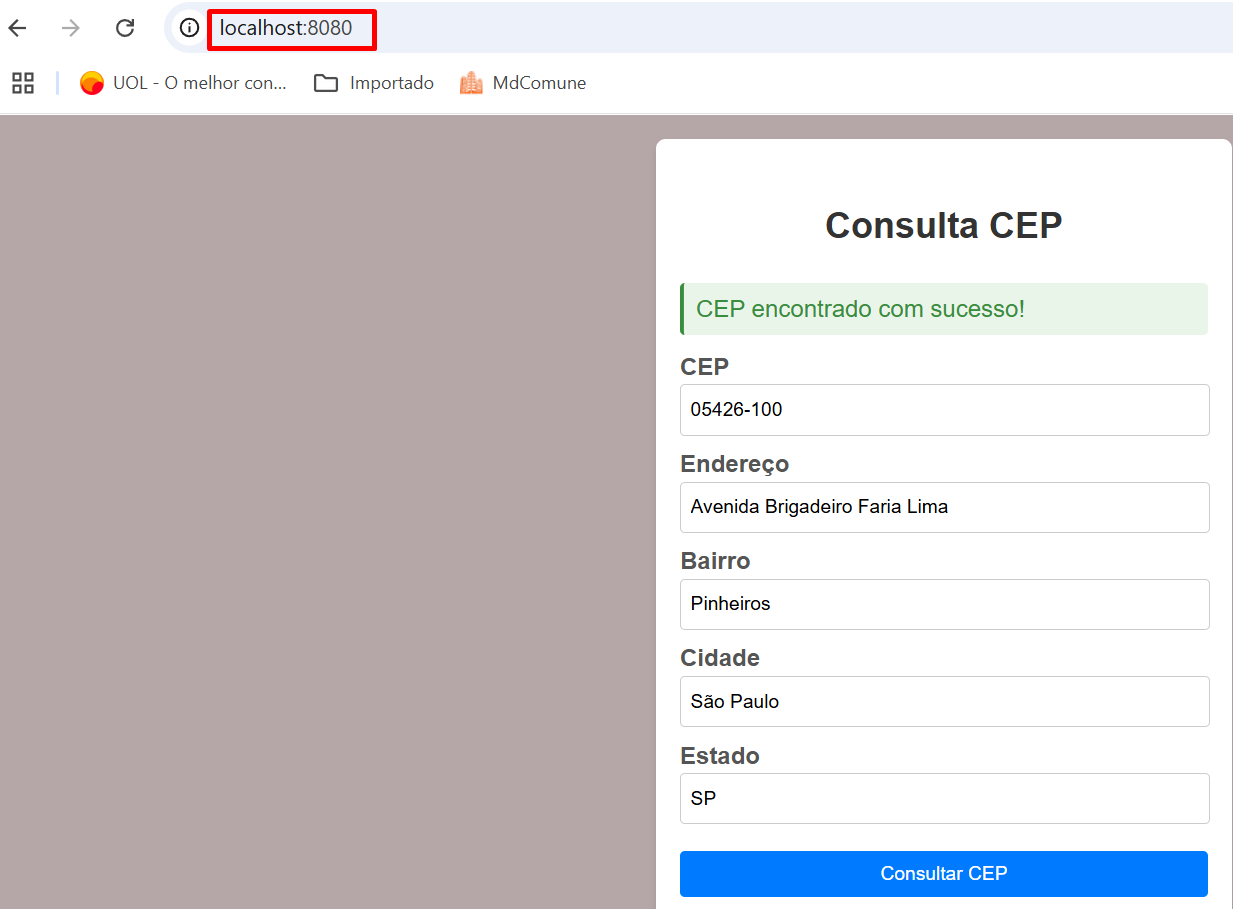 localhost:8080
UOL - O melhor con...
Importado
MdComune
Consulta CEP
CEP encontrado com sucesso!
CEP
05426-100
Endereço
Avenida Brigadeiro Faria Lima
Bairro
Pinheiros
Cidade
São Paulo
Estado
SP
Consultar CEP